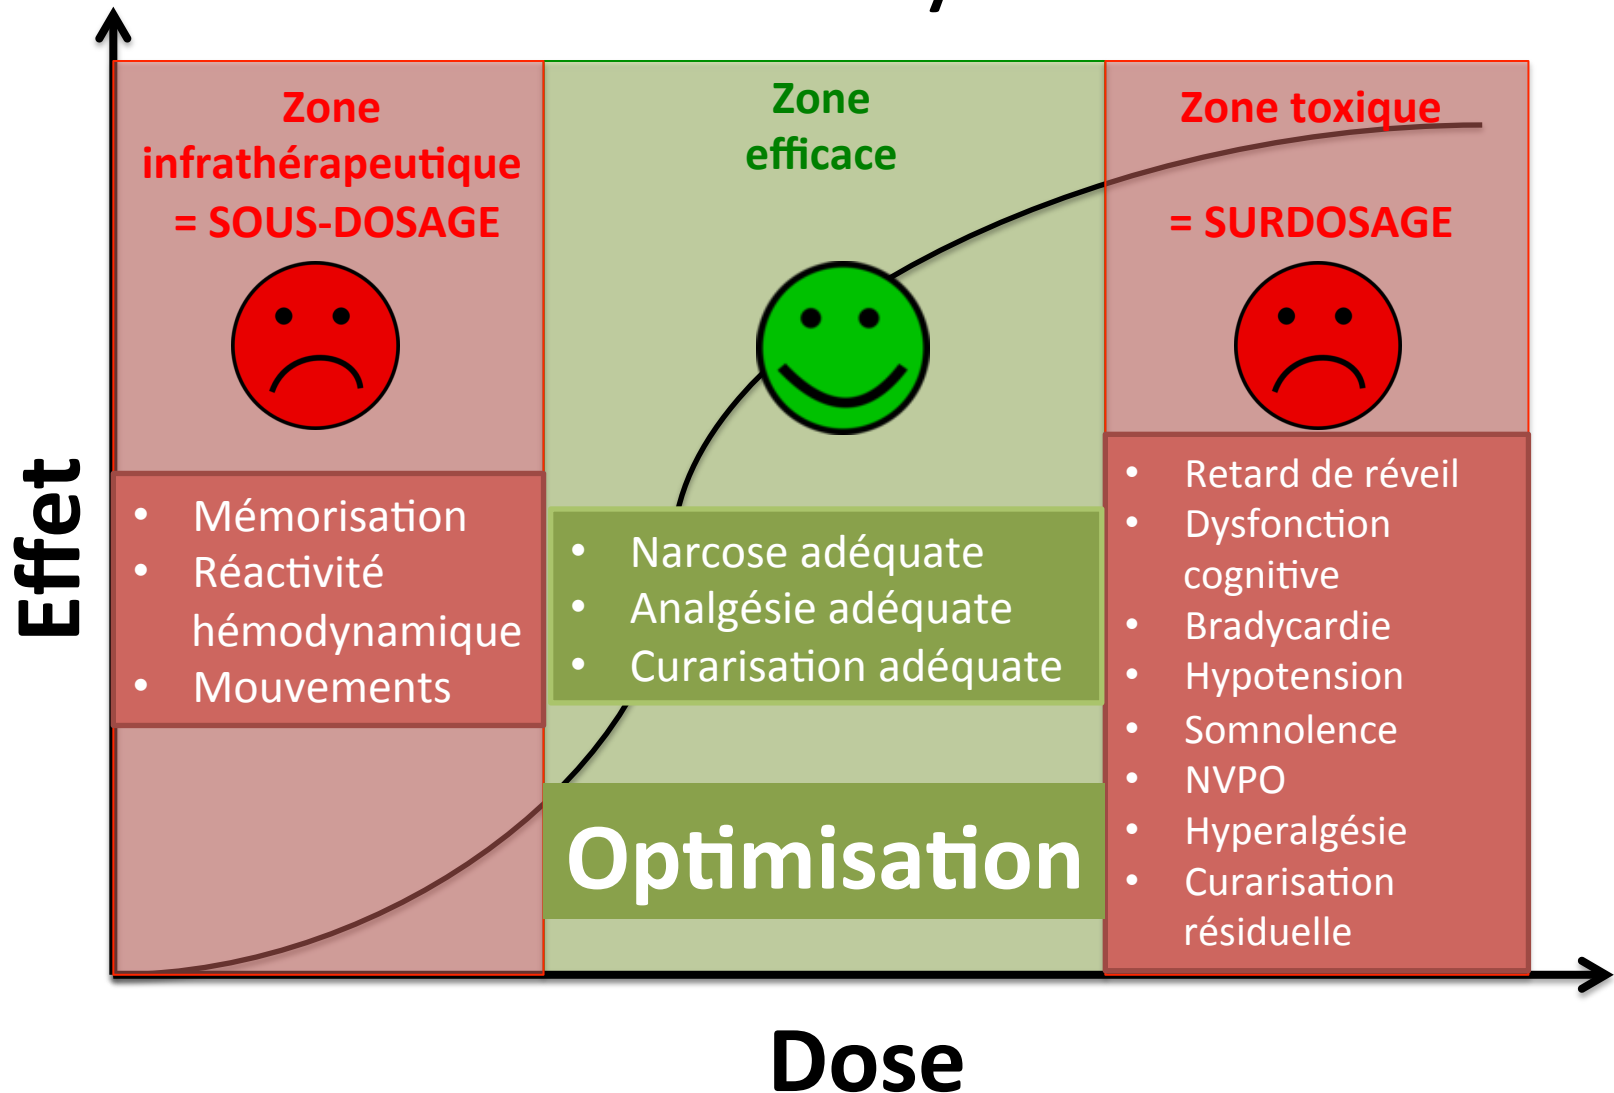 Zone
infrathérapeutique
= SOUS-DOSAGE
Zone
efficace
Zone toxique
= SURDOSAGE
Effet
• Mémorisation
• Réactivité
hémodynamique
• Mouvements
• Narcose adéquate
• Analgésie adéquate
• Curarisation adéquate
Optimisation
• Retard de réveil
• Dysfonction
cognitive
• Bradycardie
• Hypotension
• Somnolence
• NVPO
• Hyperalgésie
• Curarisation
résiduelle
Dose